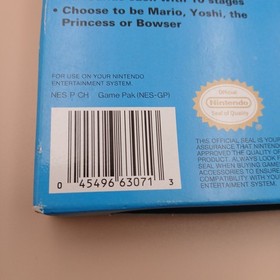 with 10 stages
• Choose to be Mario, Yoshi, the
Princess or Bowser
FOR USE ON YOUR NINTENDO
ENTERTAINMENT SYSTEM.
NES P CH Game Pak (NES-GP)
Official
Nintendo
Seal of Quality
THIS OFFICIAL SEAL IS YOUR
ASSURANCE THAT NINTENDO
THE QUALITY OF
PRODUCT. ALWAYS LOOK F
SEAL WHEN BUYING GAMES
ACCESSORIES TO ENSURE
COMPATIBILITY WITH YOUR
ENTERTAINMENT SYSTEM.
0 45496 63071 3